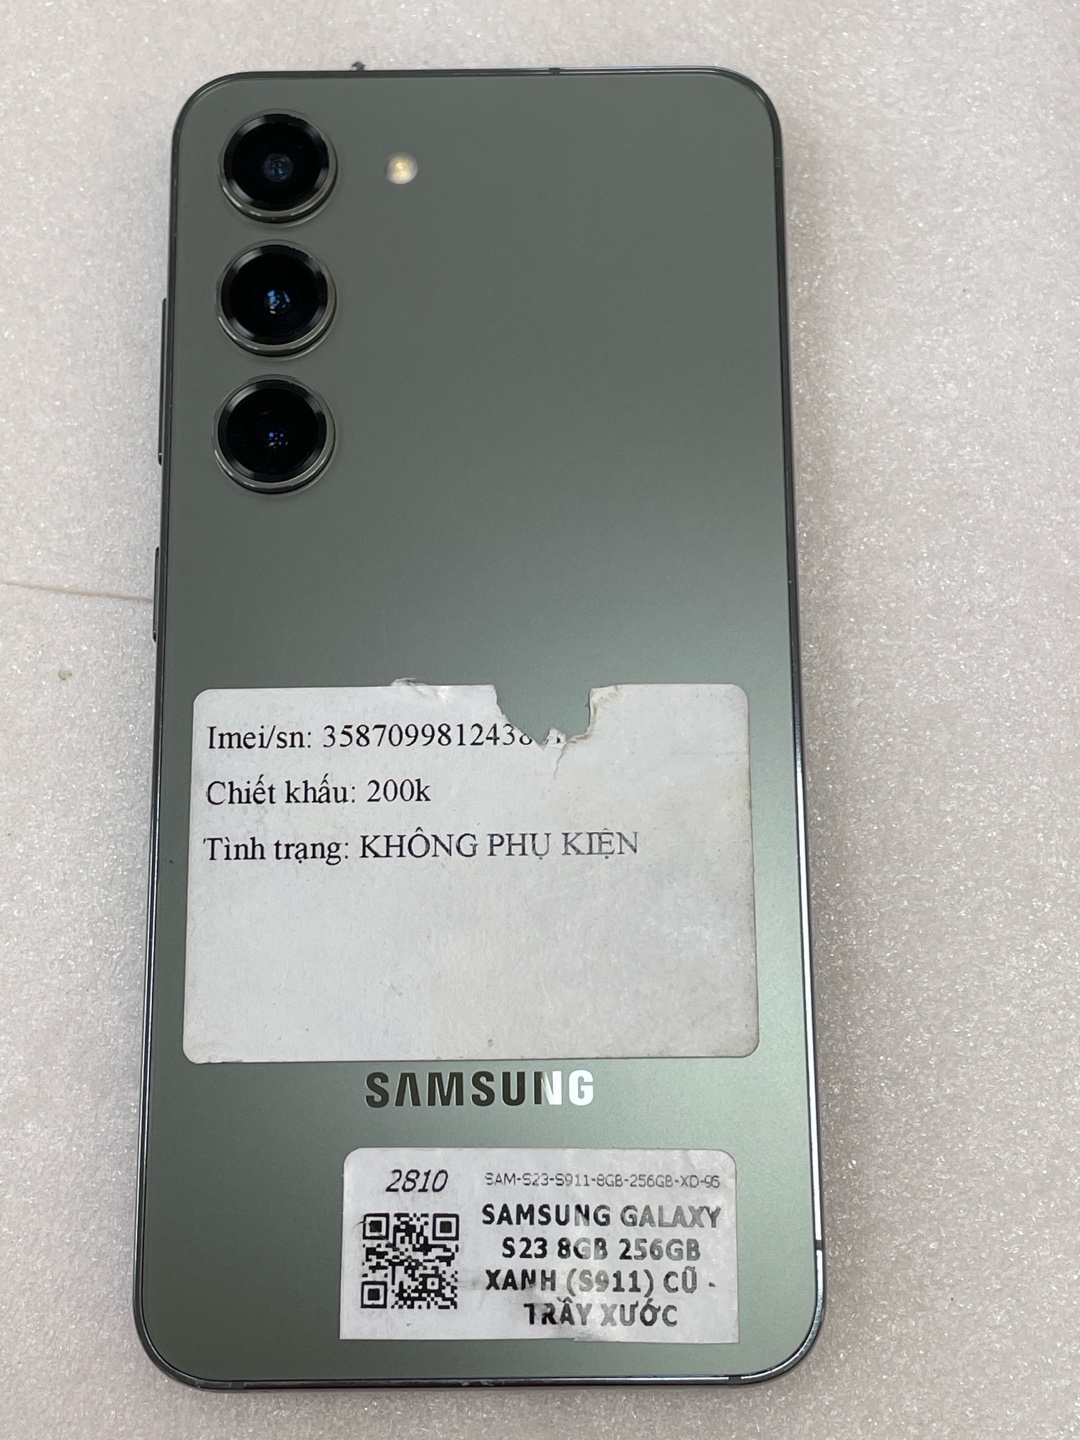 Imei/sn: 358709981243
Chiết khấu: 200k
Tình trạng: KHÔNG PHỤ KIỆN
SAMSUNG
2810
SAM-S23-S911-8GB-256GB-XD-95
SAMSUNG GALAXY
S23 8GB 256GB
XANH (S911) CŨ -
TRẦY XƯỚC